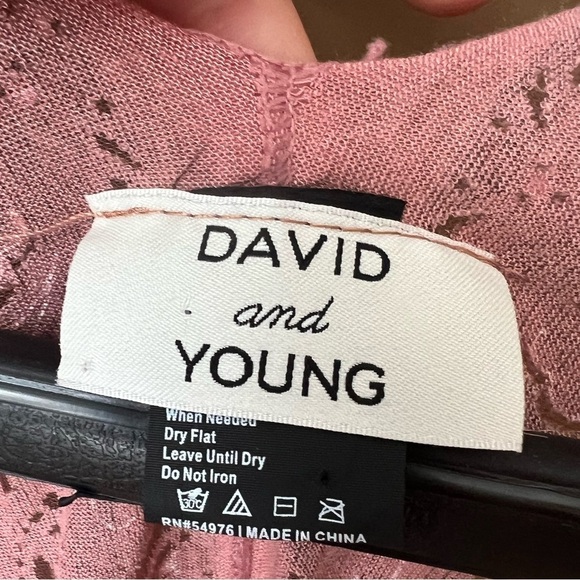 DAVID
and
YOUNG
When Needed
Dry Flat
Leave Until Dry
Do Not Iron
30°C
RN#54976 | MADE IN CHINA